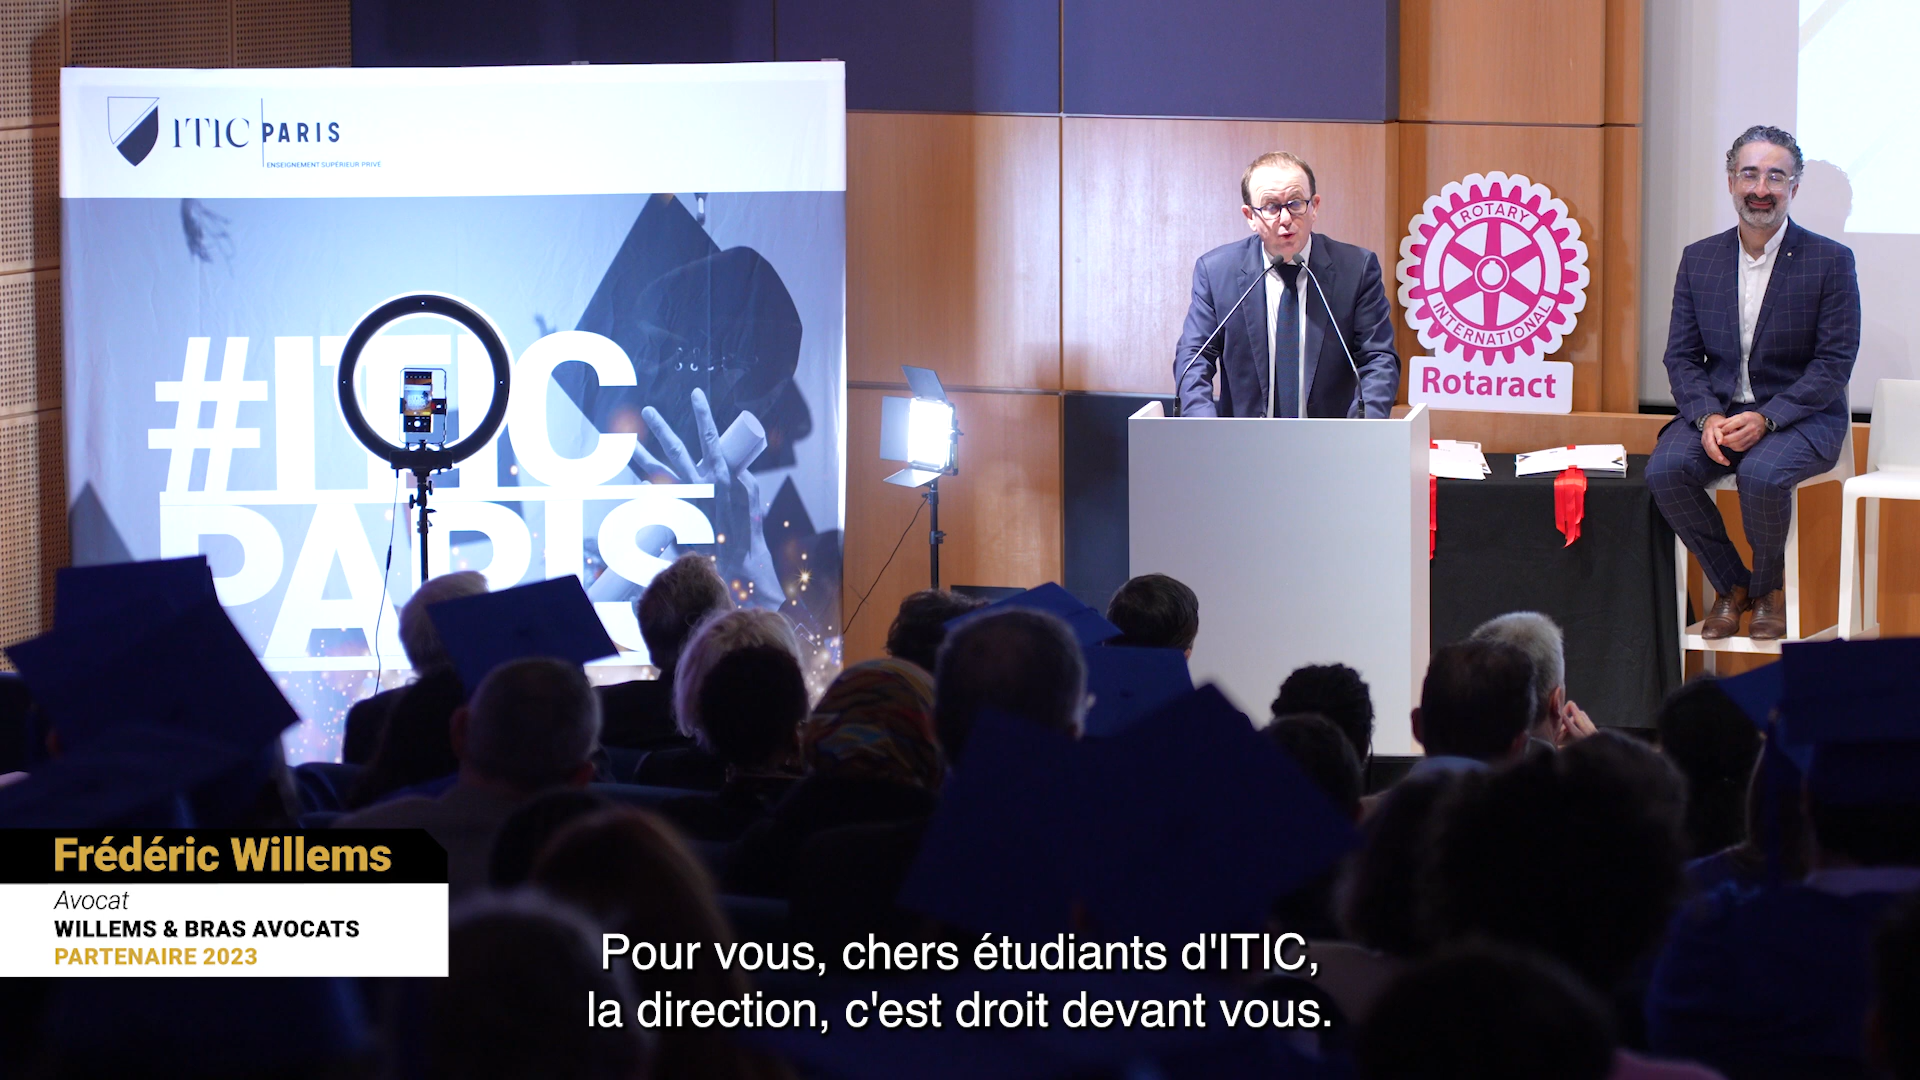 ITIC PARIS
ENSEIGNEMENT SUPÉRIEUR PRIVÉ
#ITIC
PARIS
ROTARY
INTERNATIONAL
Rotaract
Frédéric Willems
Avocat
WILLEMS & BRAS AVOCATS
PARTENAIRE 2023
Pour vous, chers étudiants d'ITIC,
la direction, c'est droit devant vous.